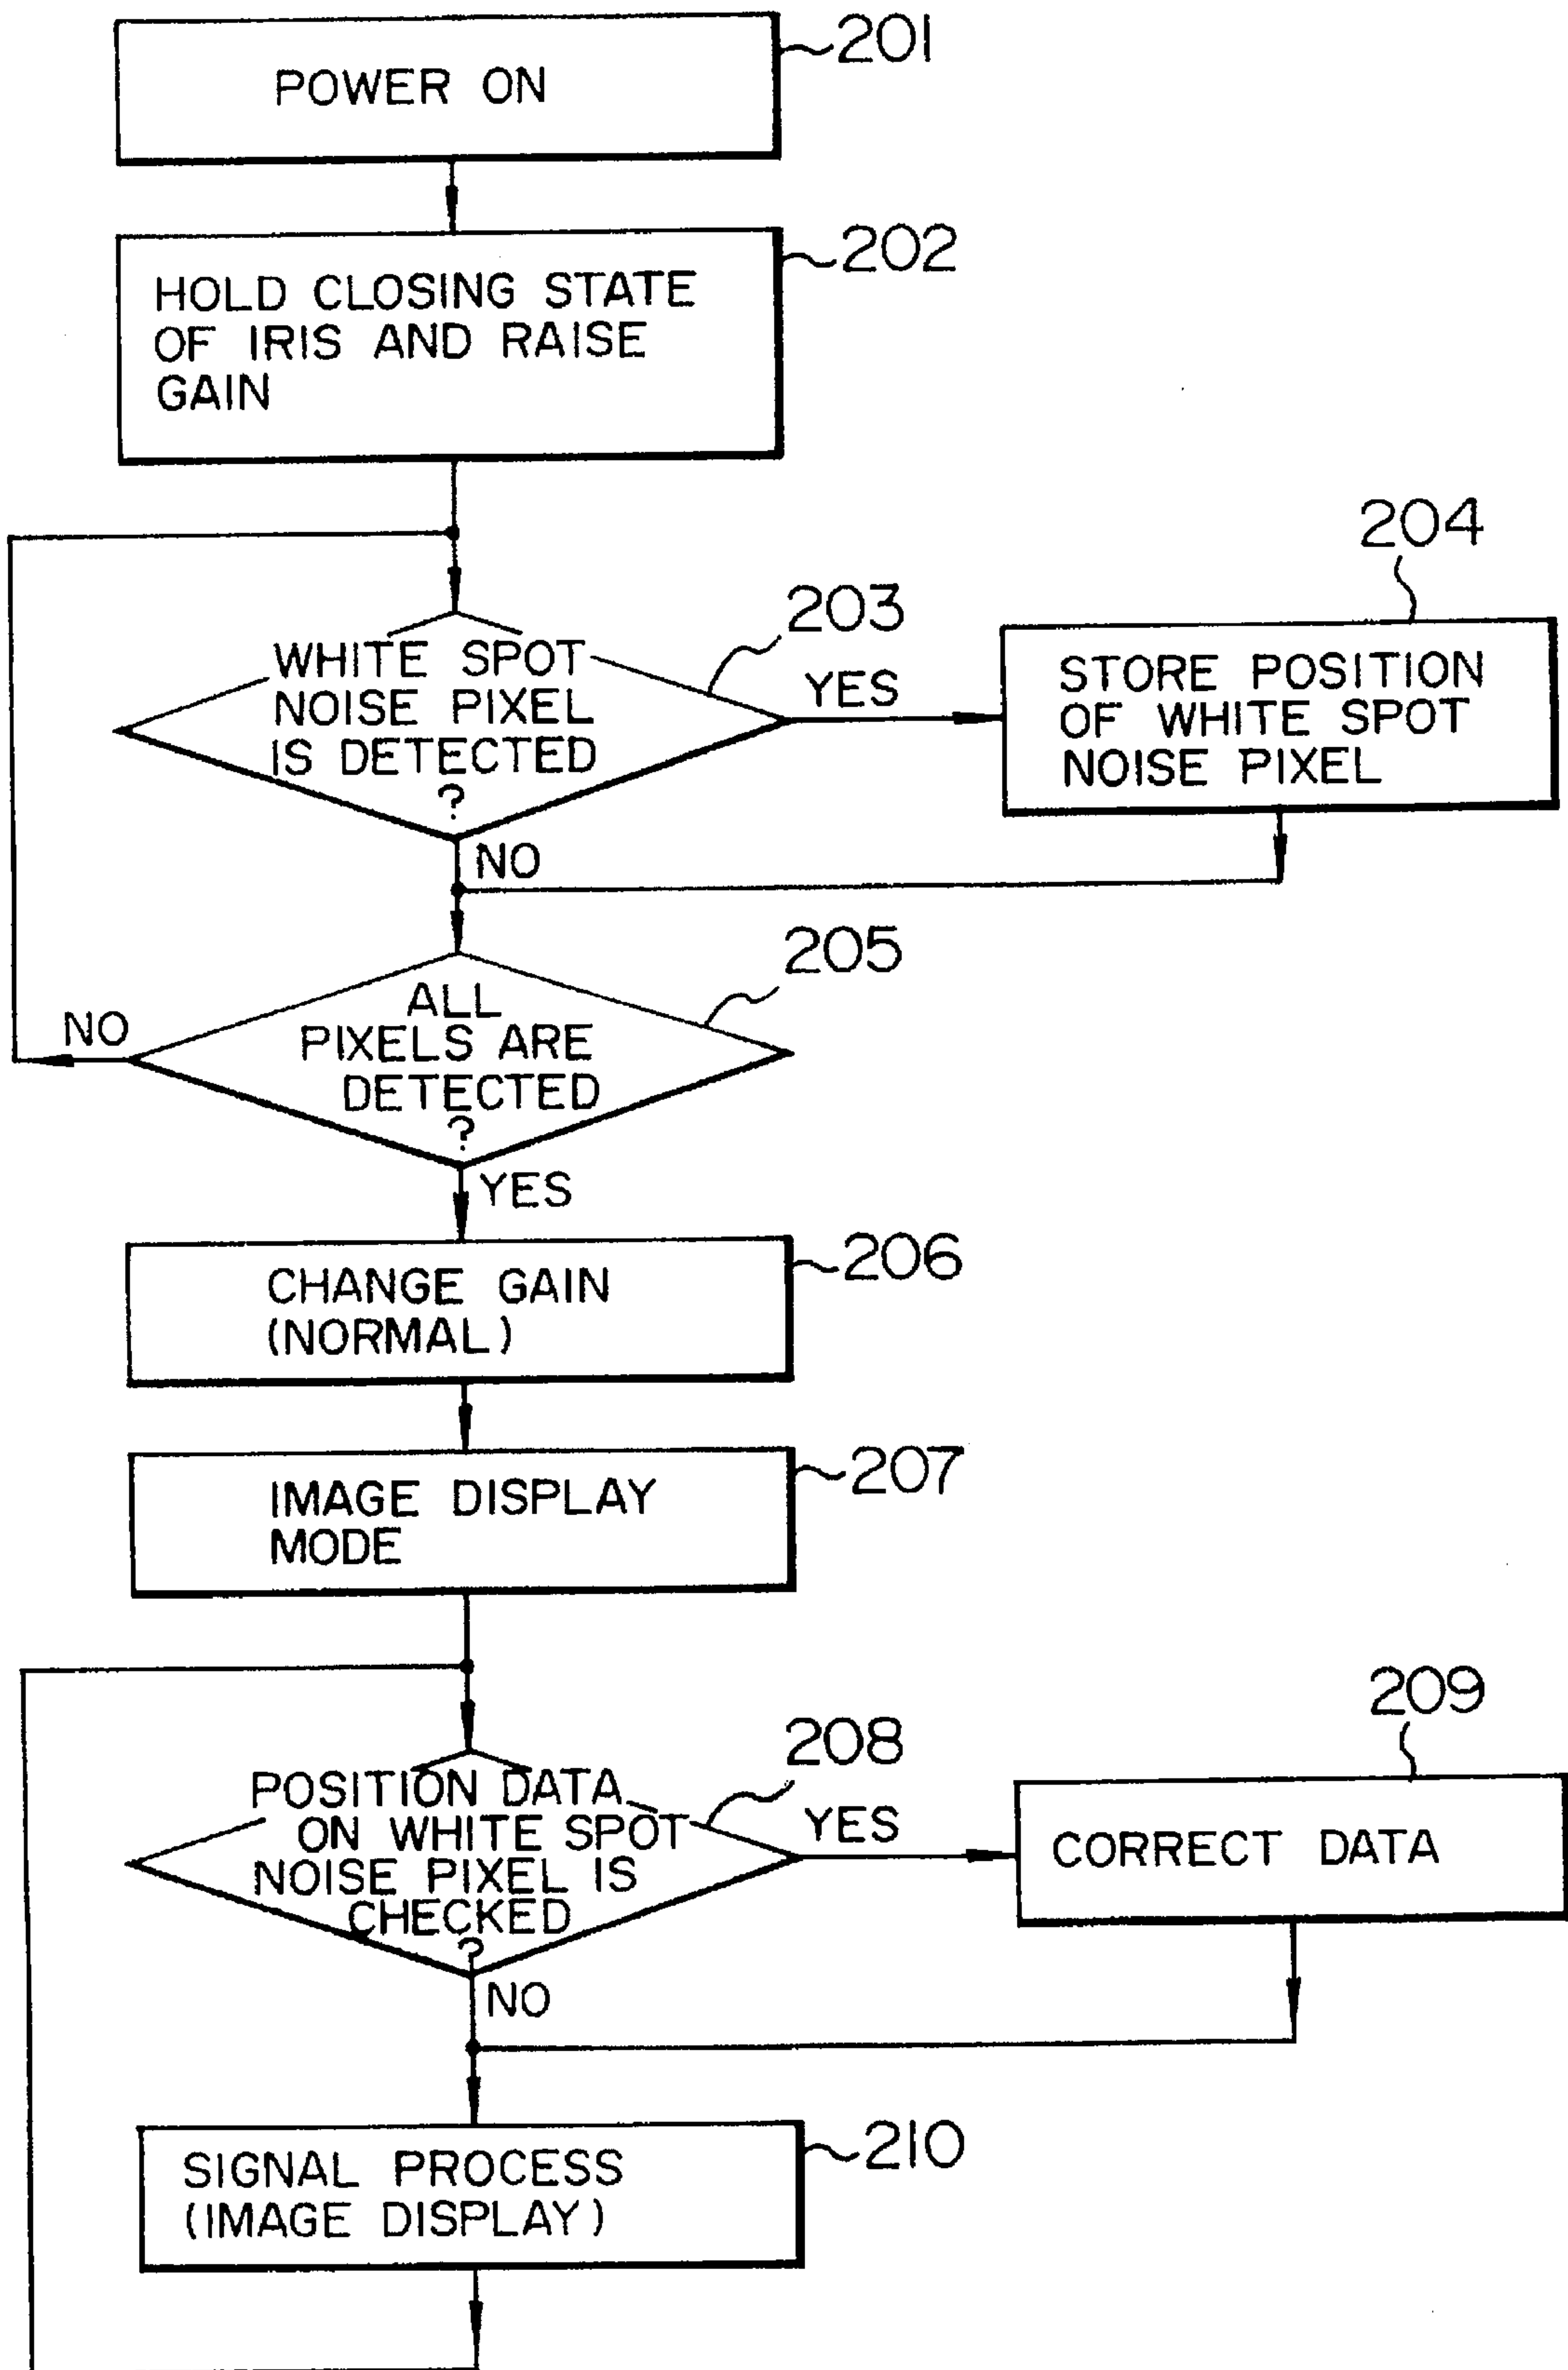 201
POWER ON
202
HOLD CLOSING STATE
OF IRIS AND RAISE
GAIN
203
WHITE SPOT
NOISE PIXEL
IS DETECTED
?
YES
204
STORE POSITION
OF WHITE SPOT
NOISE PIXEL
NO
205
ALL
PIXELS ARE
DETECTED
?
NO
YES
206
CHANGE GAIN
(NORMAL)
207
IMAGE DISPLAY
MODE
208
POSITION DATA
ON WHITE SPOT
NOISE PIXEL IS
CHECKED
?
YES
209
CORRECT DATA
NO
210
SIGNAL PROCESS
(IMAGE DISPLAY)